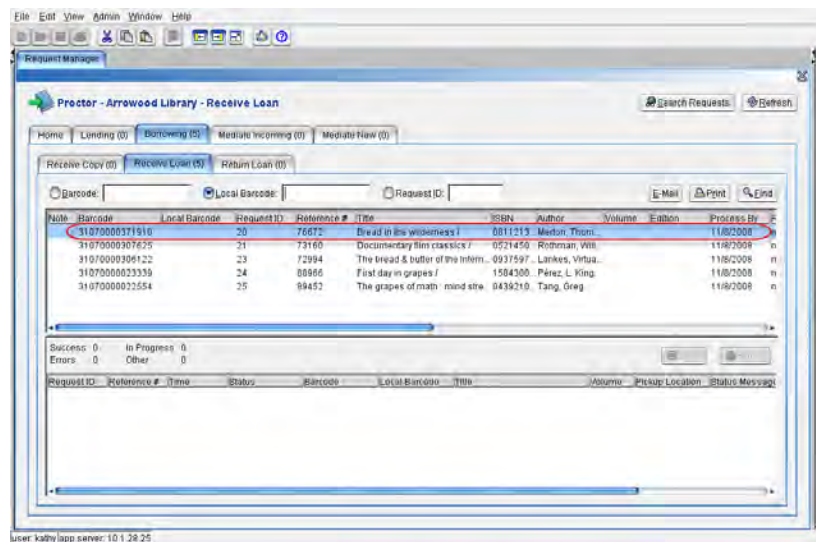 File Edit View Admin Window Help
Request Manager
Proctor - Arrowood Library - Receive Loan Search Requests Refresh
Home Lending (0) Borrowing (5) Mediate Incoming (0) Mediate New (0)
Receive Copy (0) Receive Loan (5) Return Loan (0)
Barcode: Local Barcode: Request ID: E-Mail Print Find
Note Barcode Local Barcode Request ID Reference # Title ISBN Author Volume Edition Process By
31070000371910 20 76672 Bread in the wilderness / 0811213 Merton, Thom... 11/8/2008
31070000307625 21 73160 Documentary film classics / 0521450 Rothman, Will 11/8/2008
31070000306122 23 72994 The bread & butter of the Intern... 0937597 Lankes, Virtua... 11/8/2008
31070000023339 24 88966 First day in grapes / 1584300 Pérez, L. King. 11/8/2008
31070000022554 25 99452 The grapes of math : mind stre... 0439210 Tang, Greg. 11/8/2008
Success 0 In Progress 0
Errors 0 Other 0
Request ID Reference # Time Status Barcode Local Barcode Title Volume Pickup Location Status Message
user: kathy app server: 10.1.28.25